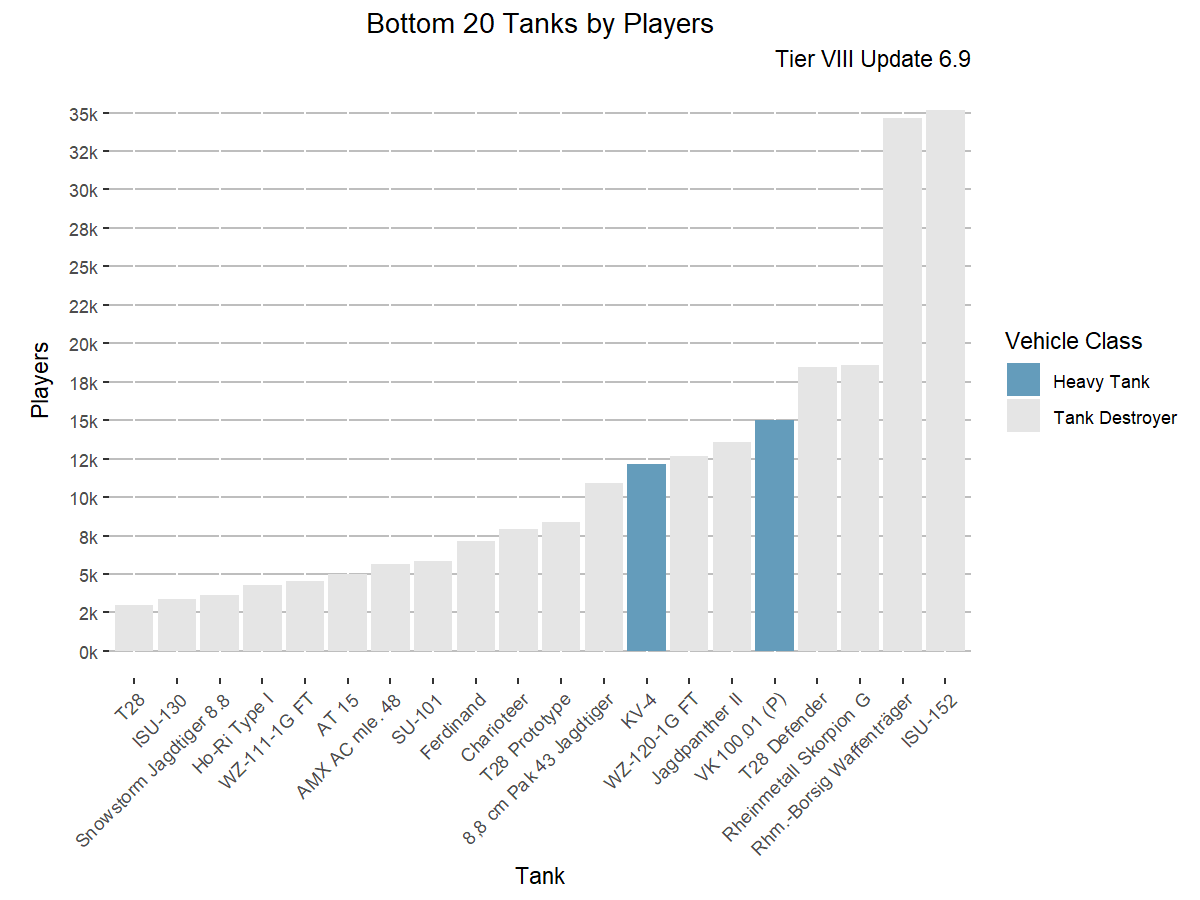 Bottom 20 Tanks by Players
Tier VIII Update 6.9
35k
32k
30k
28k
25k
22k
20k
18k
15k
12k
10k
8k
5k
2k
0k
Players
T28
ISU-130
Snowstorm Jagdtiger 8.8
Ho-Ri Type I
WZ-111-1G FT
AT 15
AMX AC mle. 48
SU-101
Ferdinand
Charioteer
T28 Prototype
8,8 cm Pak 43 Jagdtiger
KV-4
WZ-120-1G FT
Jagdpanther II
VK 100.01 (P)
T28 Defender
Rheinmetall Skorpion G
Rhm.-Borsig Waffenträger
ISU-152
Tank
Vehicle Class
Heavy Tank
Tank Destroyer